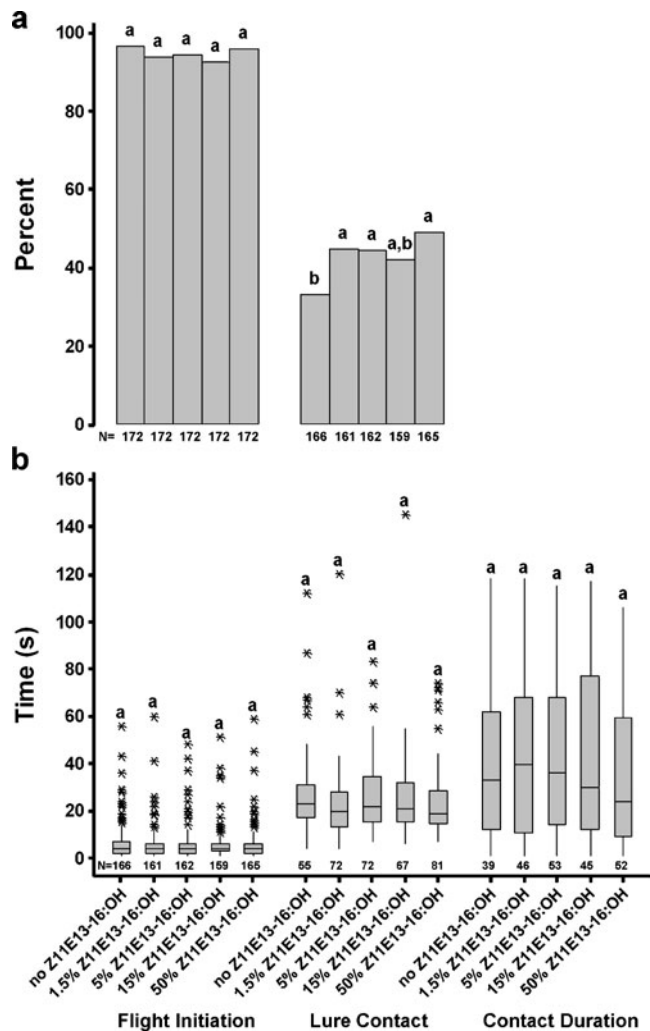 a
100
80
60
40
20
0
Percent
a a a a a
b a a a,b a
N= 172 172 172 172 172 166 161 162 159 165
b
160
140
120
100
80
60
40
20
0
Time (s)
a a a a a
a a a a a
a a a a a
N=166 161 162 159 165 55 72 72 67 81 39 46 53 45 52
no Z11E13-16:OH
1.5% Z11E13-16:OH
5% Z11E13-16:OH
15% Z11E13-16:OH
50% Z11E13-16:OH
no Z11E13-16:OH
1.5% Z11E13-16:OH
5% Z11E13-16:OH
15% Z11E13-16:OH
50% Z11E13-16:OH
no Z11E13-16:OH
1.5% Z11E13-16:OH
5% Z11E13-16:OH
15% Z11E13-16:OH
50% Z11E13-16:OH
Flight Initiation Lure Contact Contact Duration